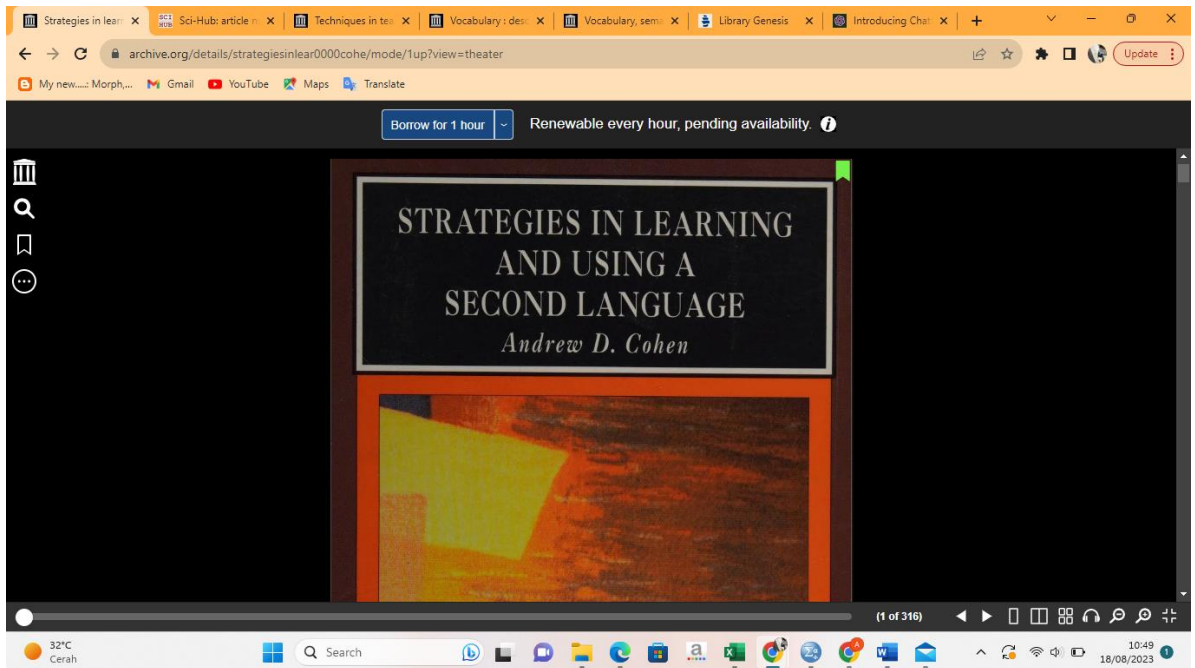 Strategies in lear
SCI HUB Sci-Hub: article n
Techniques in tea
Vocabulary : desc
Vocabulary, sema
Library Genesis
Introducing Chat
archive.org/details/strategiesinlear0000cohe/mode/1up?view=theater
Update
My new.....: Morph,...
Gmail
YouTube
Maps
Translate
Borrow for 1 hour
Renewable every hour, pending availability.
STRATEGIES IN LEARNING
AND USING A
SECOND LANGUAGE
Andrew D. Cohen
(1 of 316)
32°C
Cerah
Search
10:49
18/08/2023
1